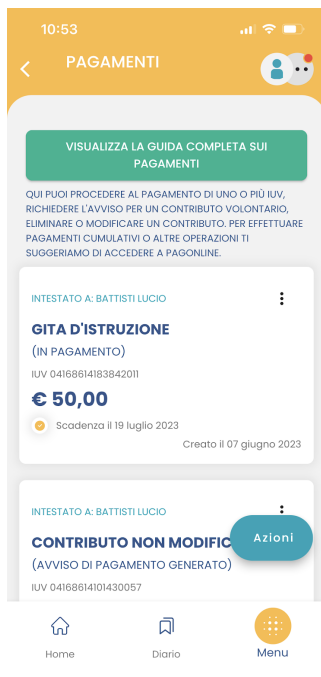 10:53
PAGAMENTI
VISUALIZZA LA GUIDA COMPLETA SUI
PAGAMENTI
QUI PUOI PROCEDERE AL PAGAMENTO DI UNO O PIÙ IUV,
RICHIEDERE L'AVVISO PER UN CONTRIBUTO VOLONTARIO,
ELIMINARE O MODIFICARE UN CONTRIBUTO. PER EFFETTUARE
PAGAMENTI CUMULATIVI O ALTRE OPERAZIONI TI
SUGGERIAMO DI ACCEDERE A PAGONLINE.
INTESTATO A: BATTISTI LUCIO
GITA D'ISTRUZIONE
(IN PAGAMENTO)
IUV 04168614183842011
€ 50,00
Scadenza il 19 luglio 2023
Creato il 07 giugno 2023
INTESTATO A: BATTISTI LUCIO
CONTRIBUTO NON MODIFIC
Azioni
(AVVISO DI PAGAMENTO GENERATO)
IUV 04168614101430057
Home
Diario
Menu